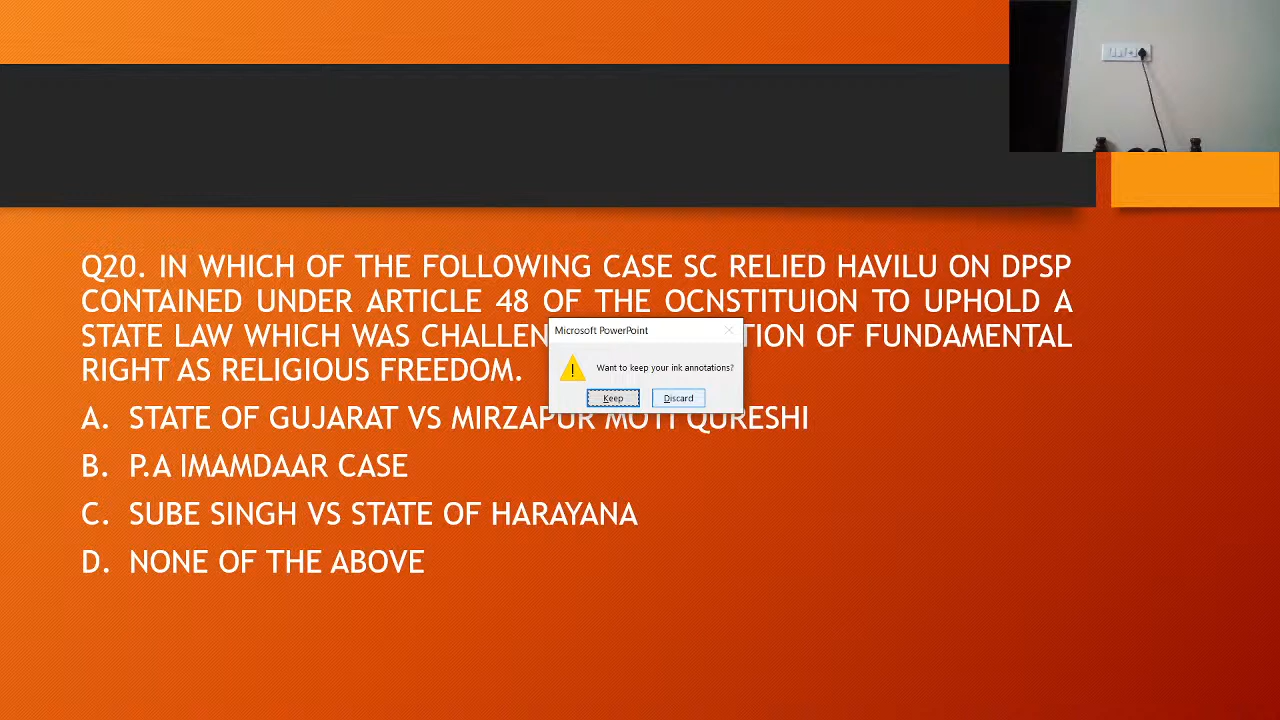 Q20. IN WHICH OF THE FOLLOWING CASE SC RELIED HAVILU ON DPSP
CONTAINED UNDER ARTICLE 48 OF THE OCNSTITUION TO UPHOLD A
STATE LAW WHICH WAS CHALLEN TION OF FUNDAMENTAL
RIGHT AS RELIGIOUS FREEDOM.
Microsoft PowerPoint
Want to keep your ink annotations?
Keep Discard
A. STATE OF GUJARAT VS MIRZAPUR MOTI QURESHI
B. P.A IMAMDAAR CASE
C. SUBE SINGH VS STATE OF HARAYANA
D. NONE OF THE ABOVE